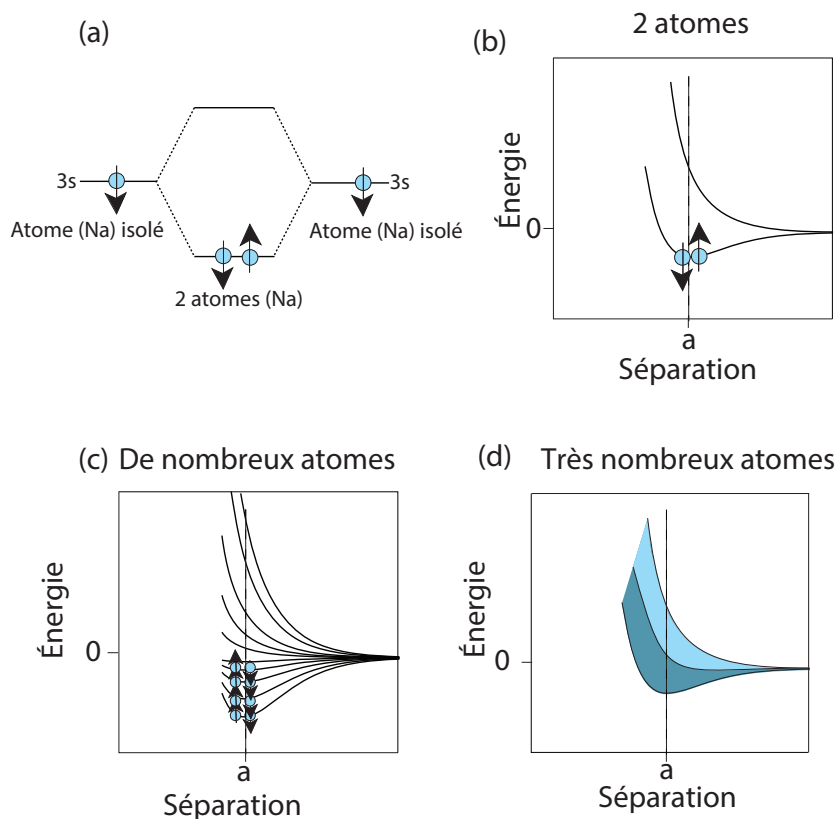 (a)
3s
3s
Atome (Na) isolé
Atome (Na) isolé
2 atomes (Na)
(b)
2 atomes
Énergie
0
a
Séparation
(c) De nombreux atomes
Énergie
0
a
Séparation
(d) Très nombreux atomes
Énergie
0
a
Séparation